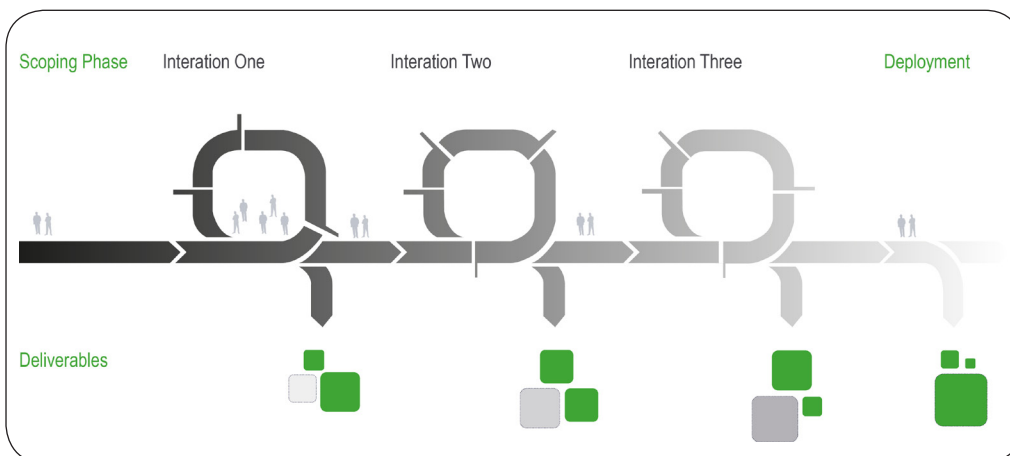 Scoping Phase
Interation One
Interation Two
Interation Three
Deployment
Deliverables